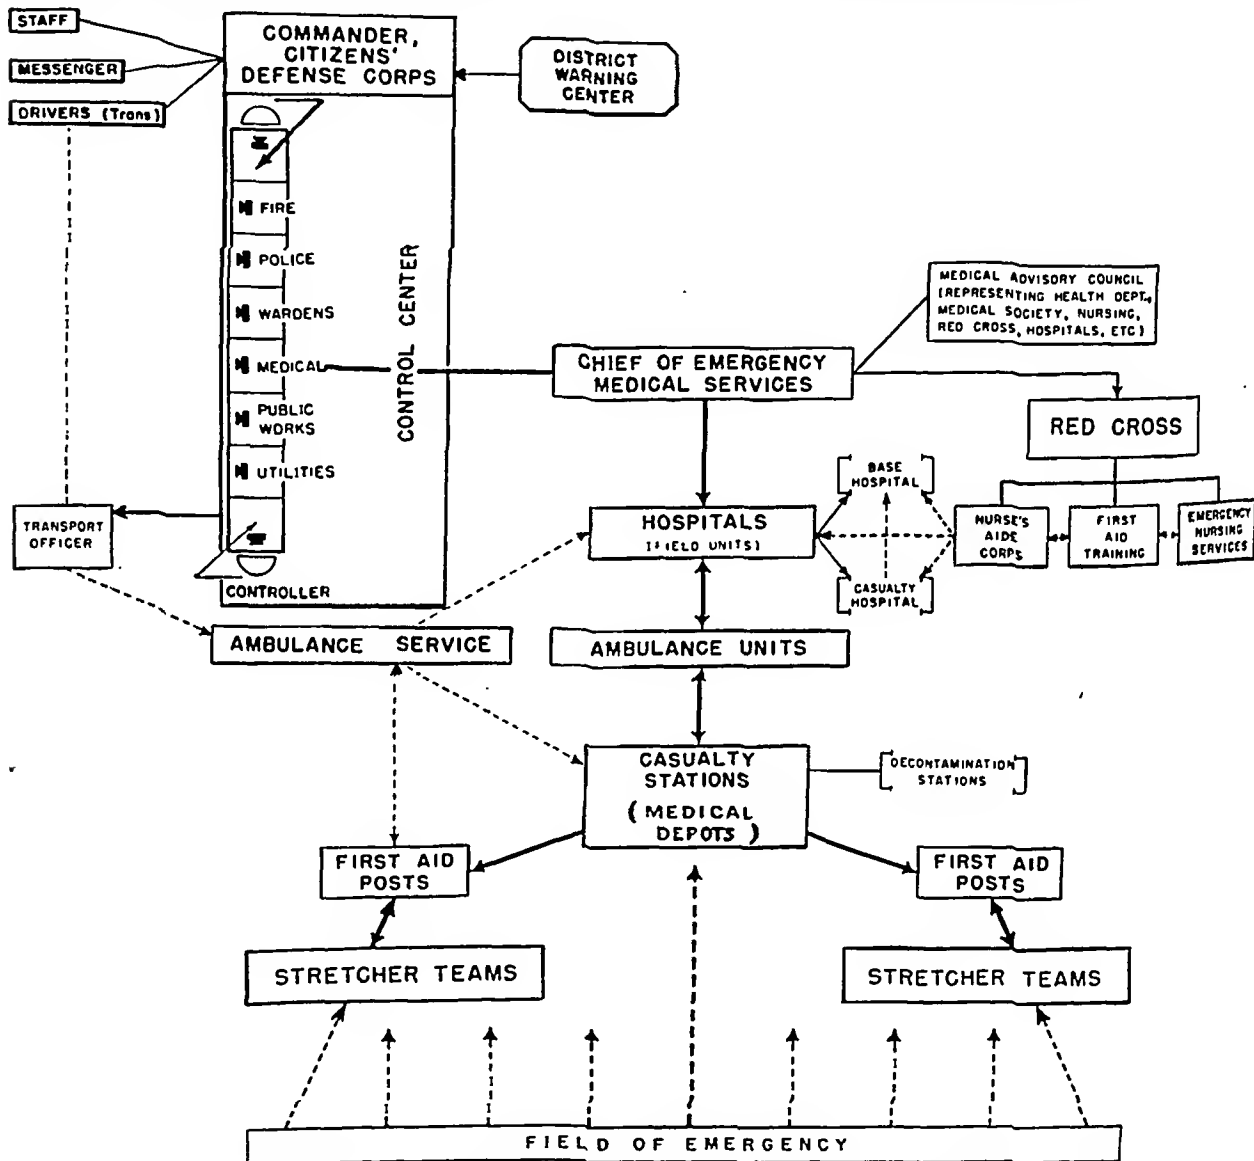 STAFF
MESSENGER
DRIVERS (Trans)
COMMANDER,
CITIZENS'
DEFENSE CORPS
DISTRICT
WARNING
CENTER
FIRE
POLICE
WARDENS
MEDICAL
PUBLIC
WORKS
UTILITIES
CONTROL CENTER
CONTROLLER
MEDICAL ADVISORY COUNCIL
(REPRESENTING HEALTH DEPT.,
MEDICAL SOCIETY, NURSING,
RED CROSS, HOSPITALS, ETC)
CHIEF OF EMERGENCY
MEDICAL SERVICES
RED CROSS
TRANSPORT
OFFICER
HOSPITALS
(FIELD UNITS)
BASE
HOSPITAL
CASUALTY
HOSPITAL
NURSE'S
AIDE
CORPS
FIRST
AID
TRAINING
EMERGENCY
NURSING
SERVICES
AMBULANCE SERVICE
AMBULANCE UNITS
CASUALTY
STATIONS
(MEDICAL
DEPOTS)
DECONTAMINATION
STATIONS
FIRST AID
POSTS
FIRST AID
POSTS
STRETCHER TEAMS
STRETCHER TEAMS
FIELD OF EMERGENCY